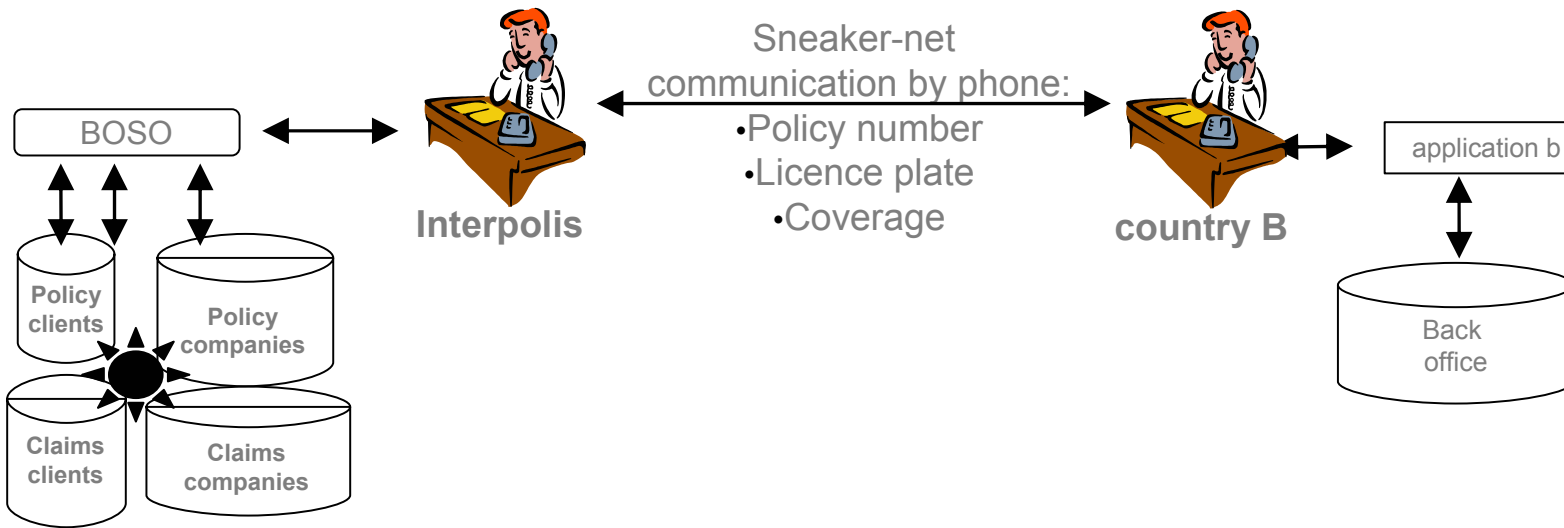 Sneaker-net
communication by phone:
•Policy number
•Licence plate
•Coverage
BOSO
Interpolis
country B
application b
Policy
clients
Policy
companies
Claims
clients
Claims
companies
Back
office